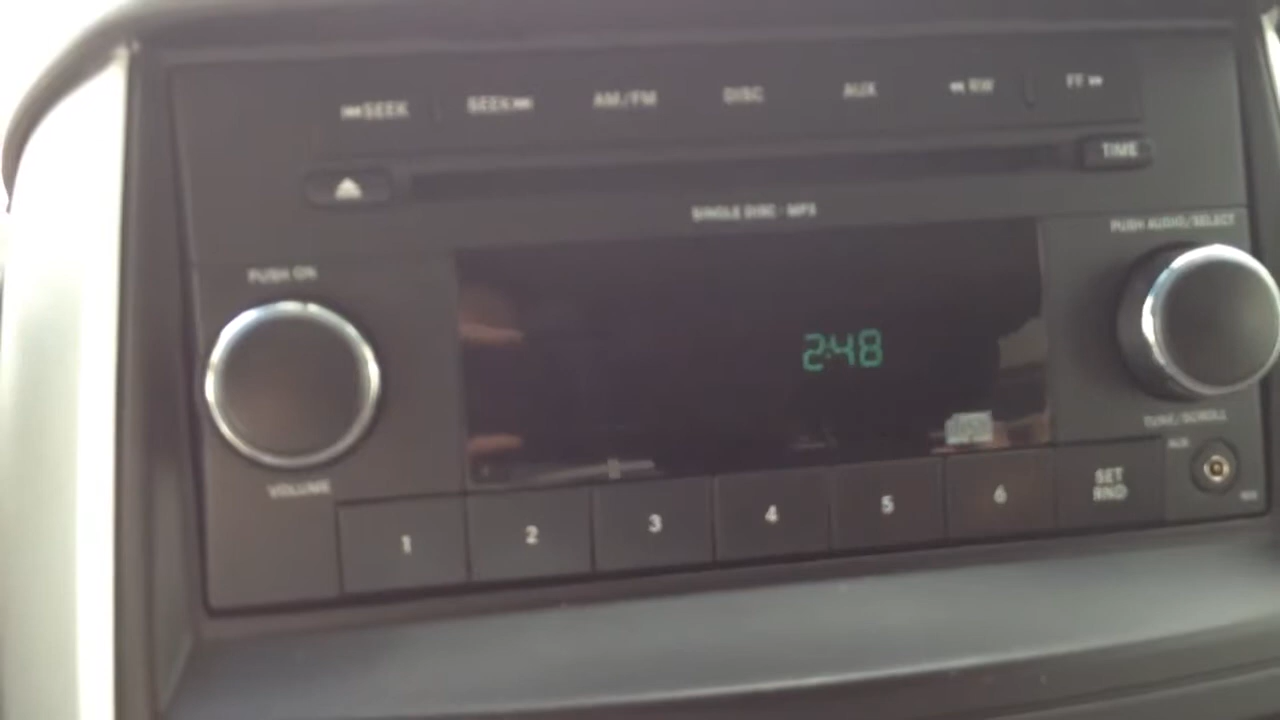 ⏮SEEK SEEK⏭ AM/FM DISC AUX ◀◀ RW FF ▶▶
TIME
SINGLE DISC - MP3
PUSH AUDIO/SELECT
PUSH ON
2:48
TUNE/SCROLL
VOLUME
AUX
1 2 3 4 5 6 SET
RND